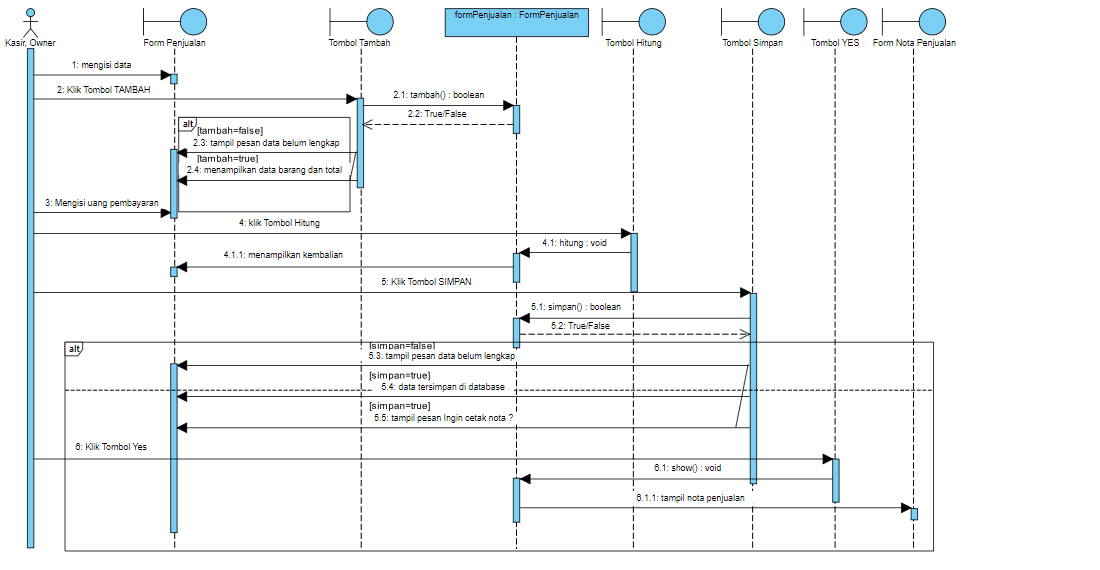 formPenjualan : FormPenjualan
Kasir, Owner
Form Penjualan
Tombol Tambah
Tombol Hitung
Tombol Simpan
Tombol YES
Form Nota Penjualan
1: mengisi data
2: Klik Tombol TAMBAH
2.1: tambah() : boolean
2.2: True/False
alt
[tambah=false]
2.3: tampil pesan data belum lengkap
[tambah=true]
2.4: menampilkan data barang dan total
3: Mengisi uang pembayaran
4: klik Tombol Hitung
4.1: hitung : void
4.1.1: menampilkan kembalian
5: Klik Tombol SIMPAN
5.1: simpan() : boolean
5.2: True/False
alt
[simpan=false]
5.3: tampil pesan data belum lengkap
[simpan=true]
5.4: data tersimpan di database
[simpan=true]
5.5: tampil pesan Ingin cetak nota ?
6: Klik Tombol Yes
6.1: show() : void
6.1.1: tampil nota penjualan